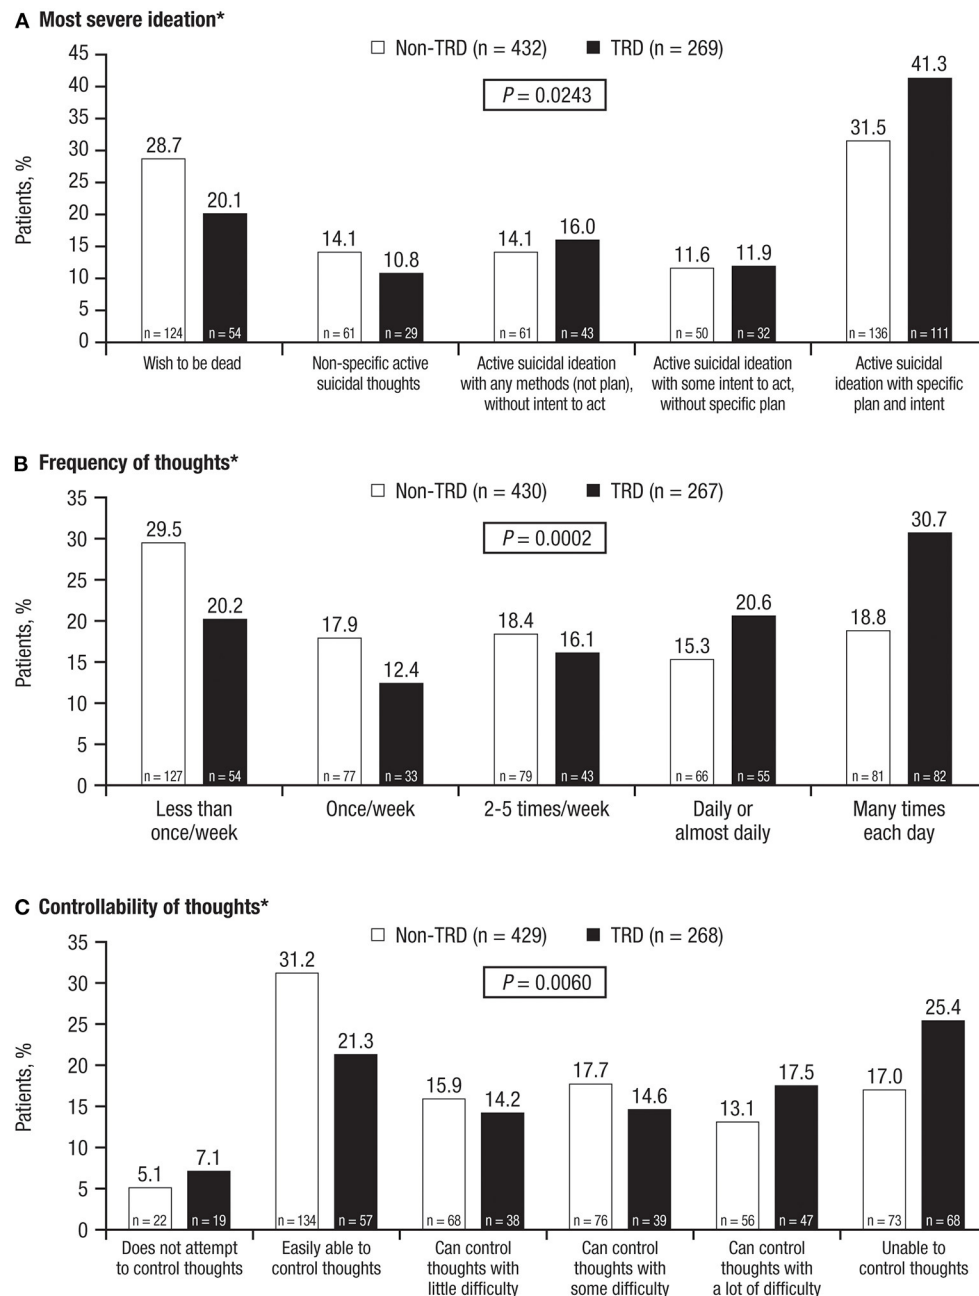 A Most severe ideation*
Non-TRD (n = 432) TRD (n = 269)
P = 0.0243
Patients, %
45
40
35
30
25
20
15
10
5
0
28.7 20.1 14.1 10.8 14.1 16.0 11.6 11.9 31.5 41.3
n = 124 n = 54 n = 61 n = 29 n = 61 n = 43 n = 50 n = 32 n = 136 n = 111
Wish to be dead
Non-specific active
suicidal thoughts
Active suicidal ideation
with any methods (not plan),
without intent to act
Active suicidal ideation
with some intent to act,
without specific plan
Active suicidal
ideation with specific
plan and intent
B Frequency of thoughts*
Non-TRD (n = 430) TRD (n = 267)
P = 0.0002
Patients, %
35
30
25
20
15
10
5
0
29.5 20.2 17.9 12.4 18.4 16.1 15.3 20.6 18.8 30.7
n = 127 n = 54 n = 77 n = 33 n = 79 n = 43 n = 66 n = 55 n = 81 n = 82
Less than
once/week
Once/week
2-5 times/week
Daily or
almost daily
Many times
each day
C Controllability of thoughts*
Non-TRD (n = 429) TRD (n = 268)
P = 0.0060
Patients, %
35
30
25
20
15
10
5
0
5.1 7.1 31.2 21.3 15.9 14.2 17.7 14.6 13.1 17.5 17.0 25.4
n = 22 n = 19 n = 134 n = 57 n = 68 n = 38 n = 76 n = 39 n = 56 n = 47 n = 73 n = 68
Does not attempt
to control thoughts
Easily able to
control thoughts
Can control
thoughts with
little difficulty
Can control
thoughts with
some difficulty
Can control
thoughts with
a lot of difficulty
Unable to
control thoughts